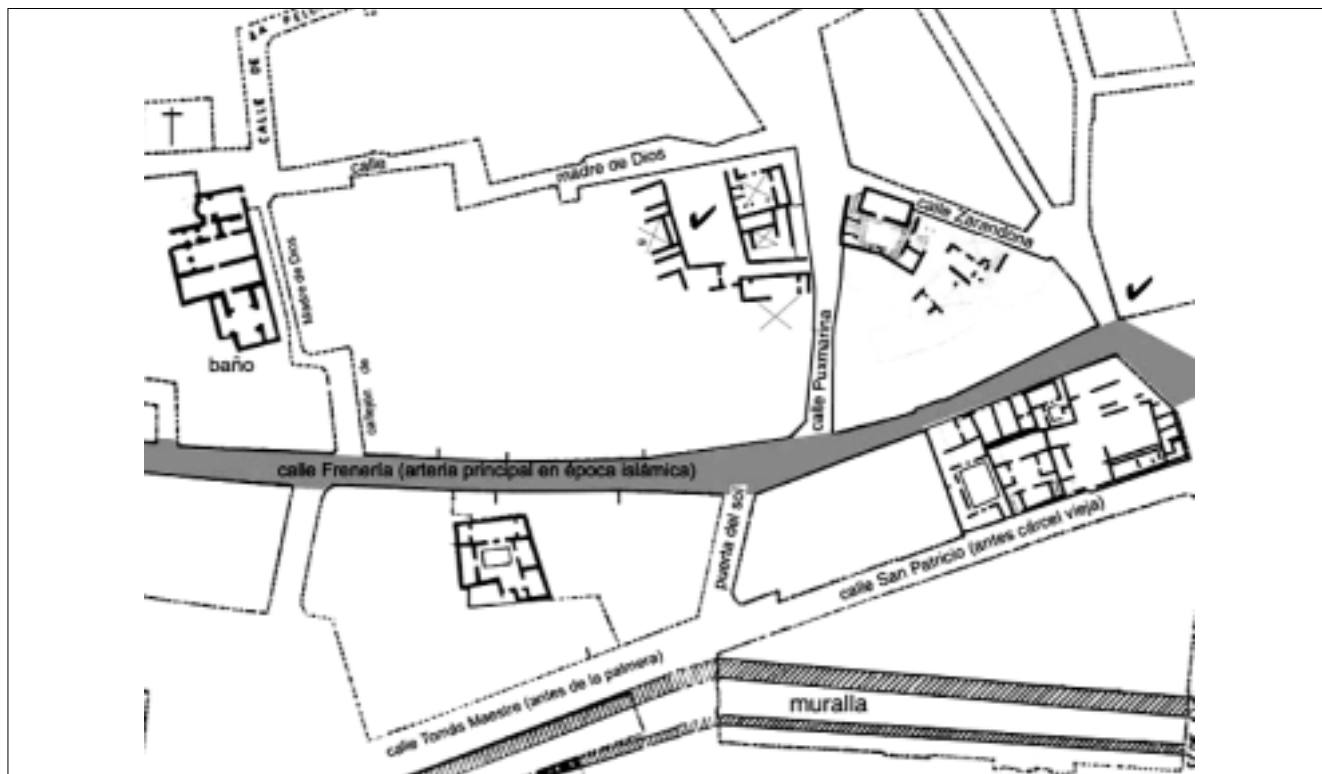 CALLE DE LA
calle
madre de Dios
calle Zarandona
Madre de Dios
callejón de
baño
calle Puxmarina
calle Frenería (arteria principal en época islámica)
puerta del sol
calle San Patricio (antes cárcel vieja)
calle Tomás Maestre (antes de la palmera)
muralla